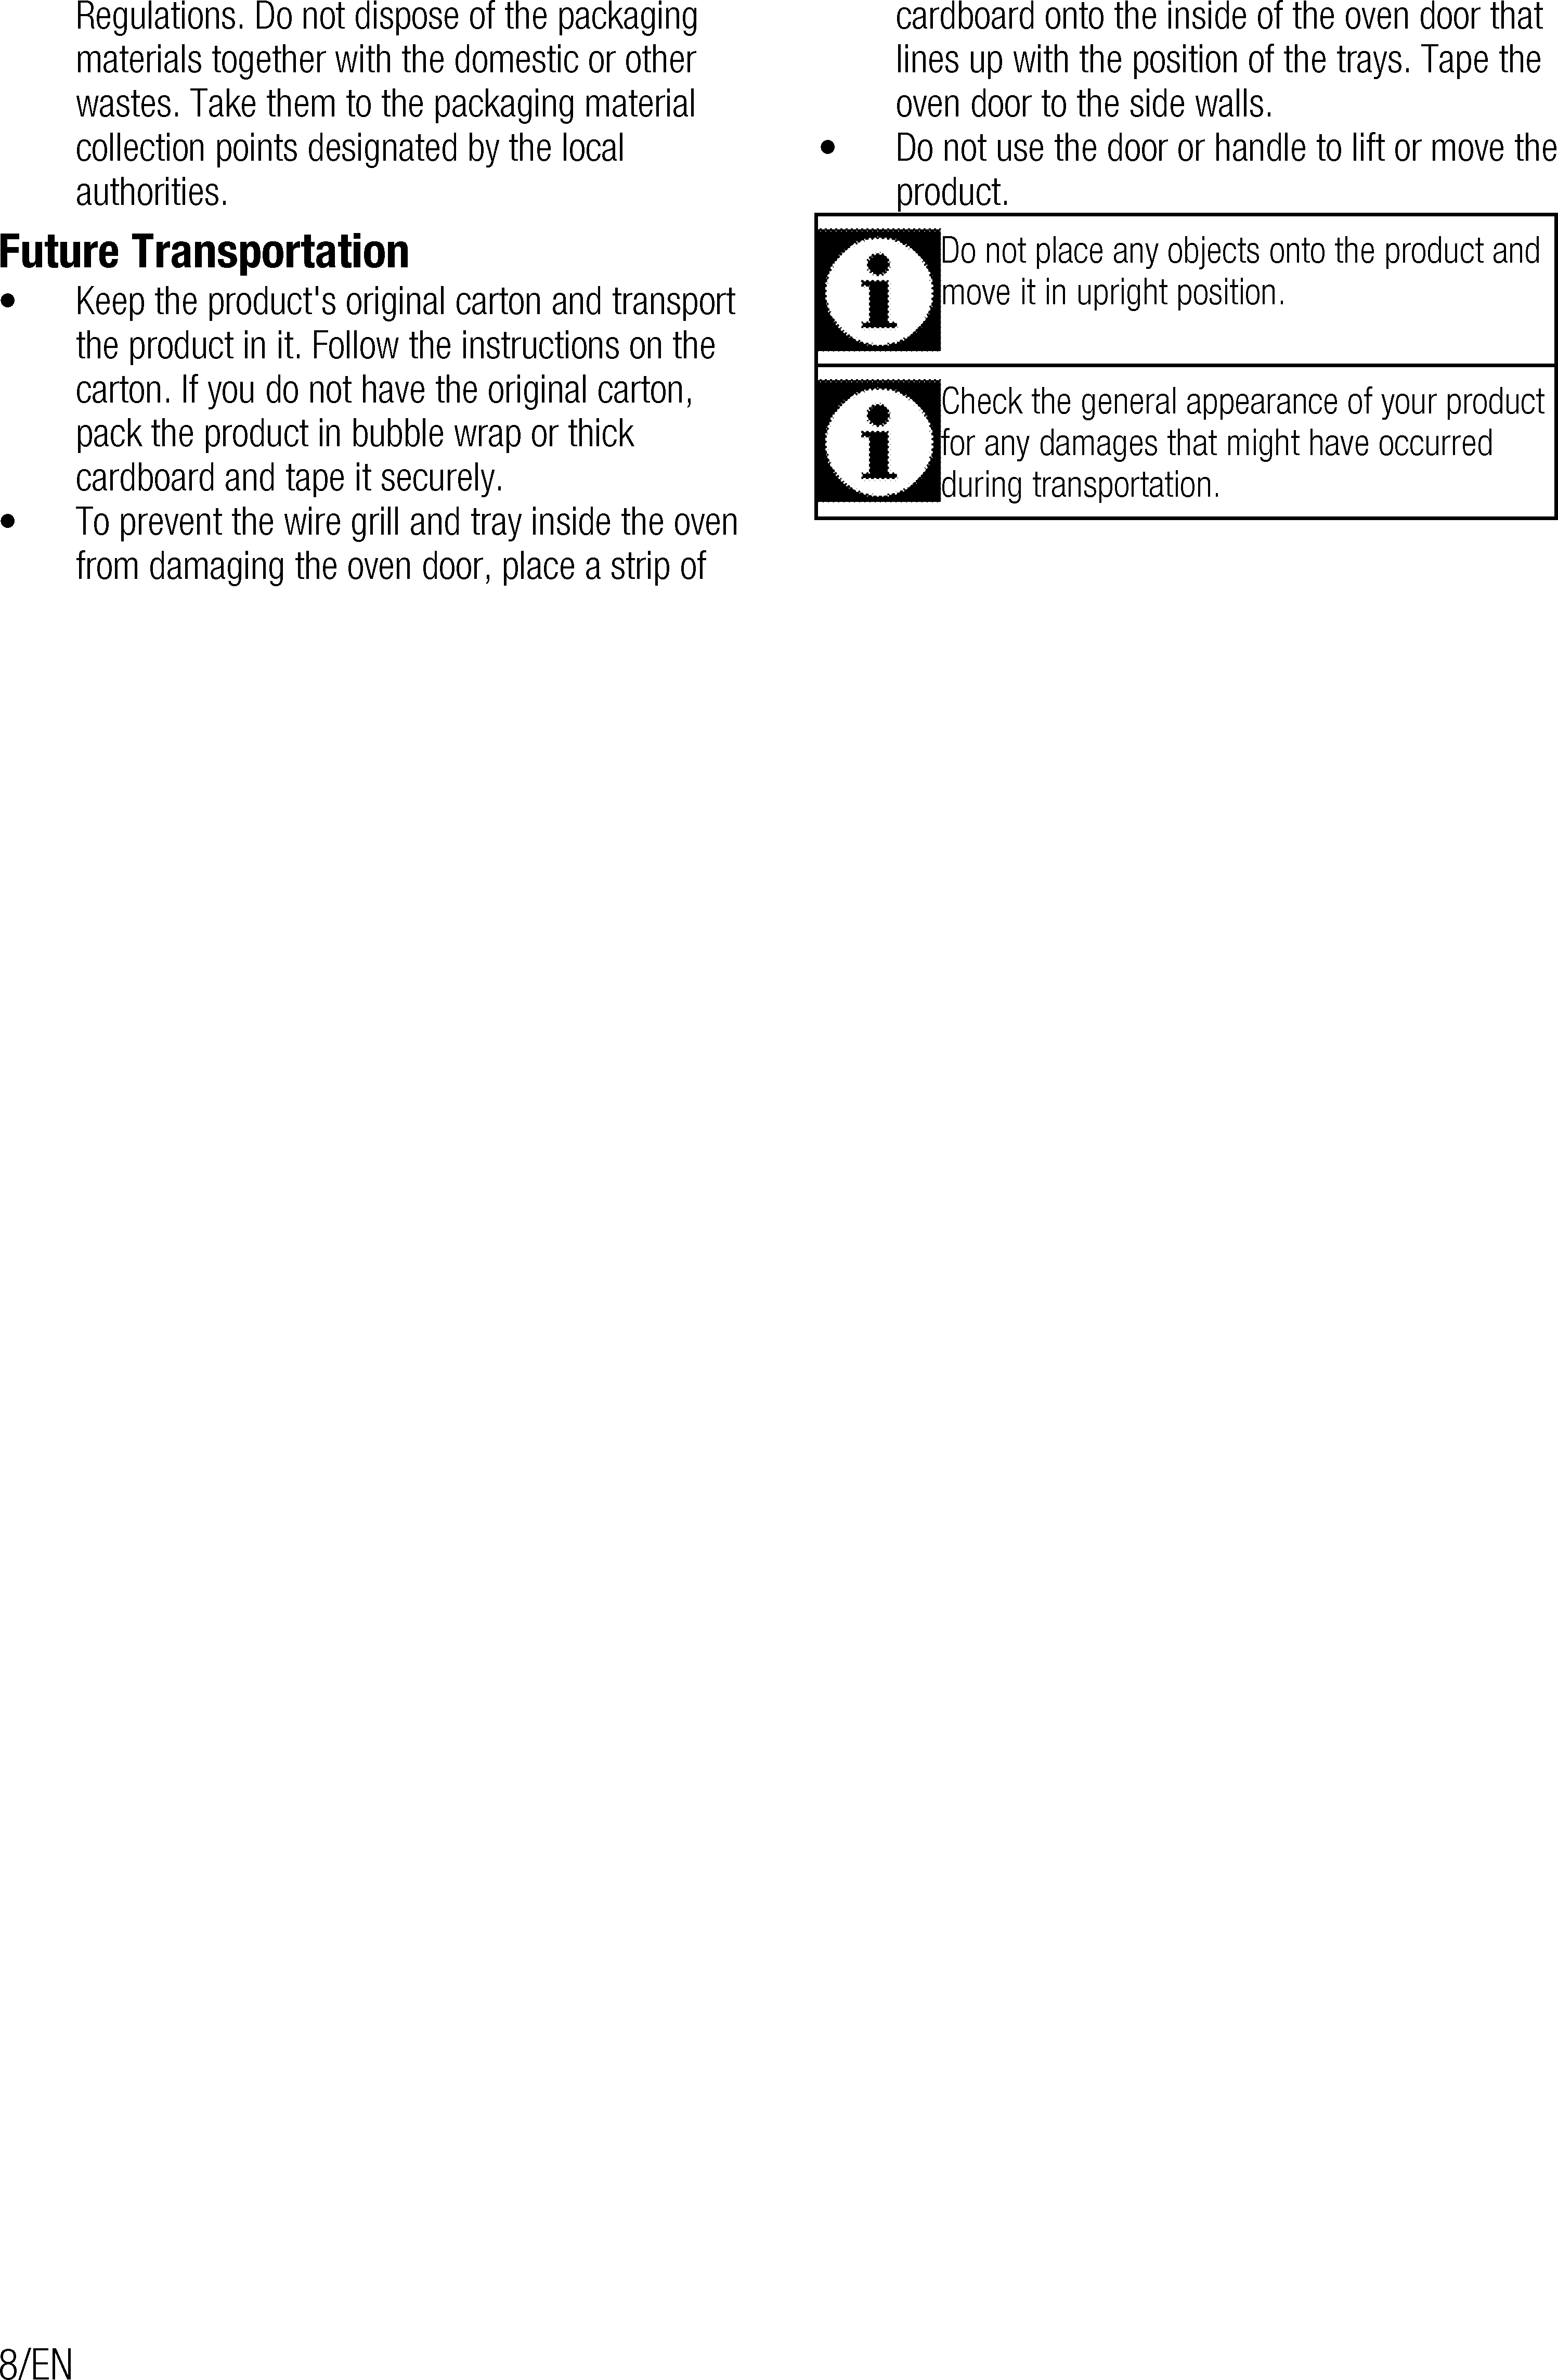 Regulations. Do not dispose of the packaging
materials together with the domestic or other
wastes. Take them to the packaging material
collection points designated by the local
authorities.
Future Transportation
• Keep the product's original carton and transport
the product in it. Follow the instructions on the
carton. If you do not have the original carton,
pack the product in bubble wrap or thick
cardboard and tape it securely.
• To prevent the wire grill and tray inside the oven
from damaging the oven door, place a strip of
cardboard onto the inside of the oven door that
lines up with the position of the trays. Tape the
oven door to the side walls.
• Do not use the door or handle to lift or move the
product.
Do not place any objects onto the product and
move it in upright position.
Check the general appearance of your product
for any damages that might have occurred
during transportation.
8/EN